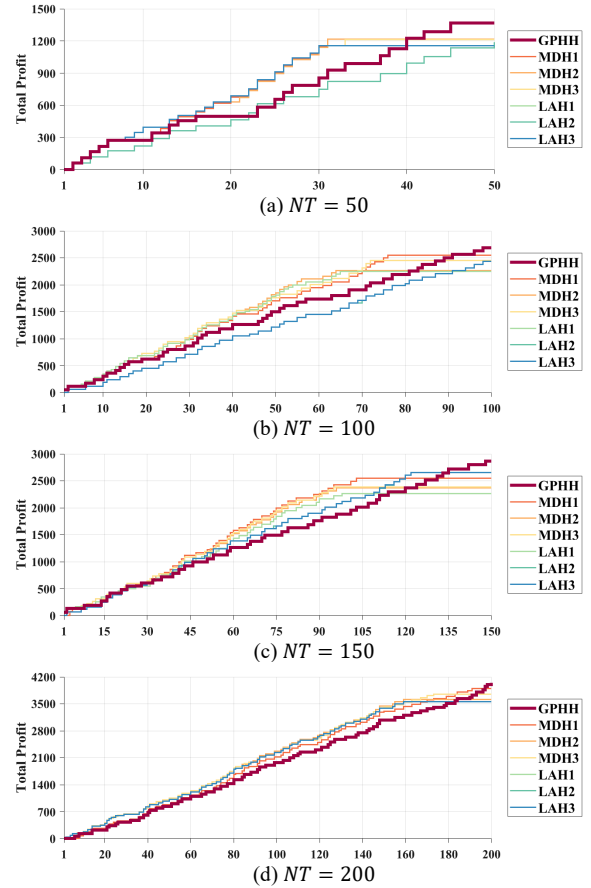 1500
1200
900
600
300
0
Total Profit
1 10 20 30 40 50
GPHH
MDH1
MDH2
MDH3
LAH1
LAH2
LAH3
(a) NT = 50
3000
2500
2000
1500
1000
500
0
Total Profit
1 10 20 30 40 50 60 70 80 90 100
GPHH
MDH1
MDH2
MDH3
LAH1
LAH2
LAH3
(b) NT = 100
3000
2500
2000
1500
1000
500
0
Total Profit
1 15 30 45 60 75 90 105 120 135 150
GPHH
MDH1
MDH2
MDH3
LAH1
LAH2
LAH3
(c) NT = 150
4200
3500
2800
2100
1400
700
0
Total Profit
1 20 40 60 80 100 120 140 160 180 200
GPHH
MDH1
MDH2
MDH3
LAH1
LAH2
LAH3
(d) NT = 200